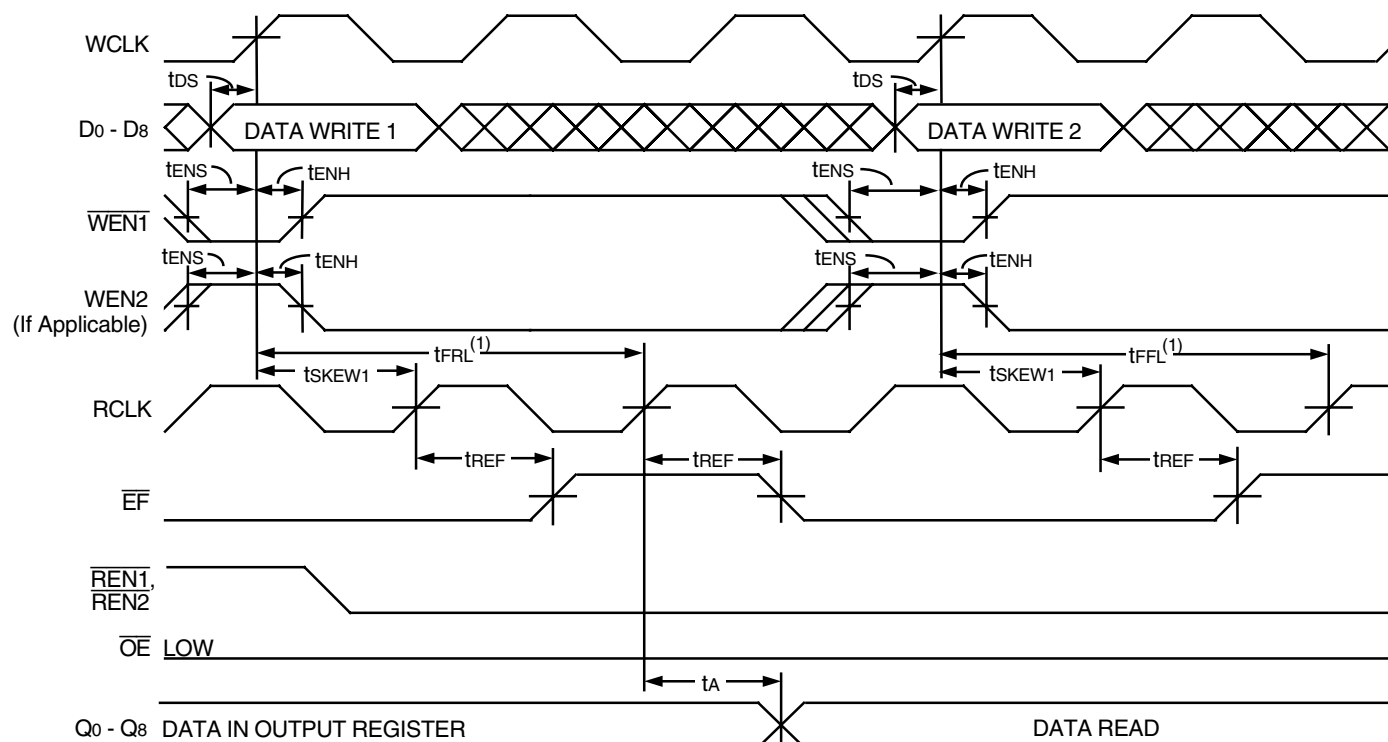 WCLK
tDS tDS
D0 - D8 DATA WRITE 1 DATA WRITE 2
tENS tENH tENS tENH
WEN1
tENS tENH tENS tENH
WEN2
(If Applicable)
tFRL(1) tFFL(1)
tSKEW1 tSKEW1
RCLK
tREF tREF tREF
EF
REN1,
REN2
OE LOW
tA
Q0 - Q8 DATA IN OUTPUT REGISTER DATA READ